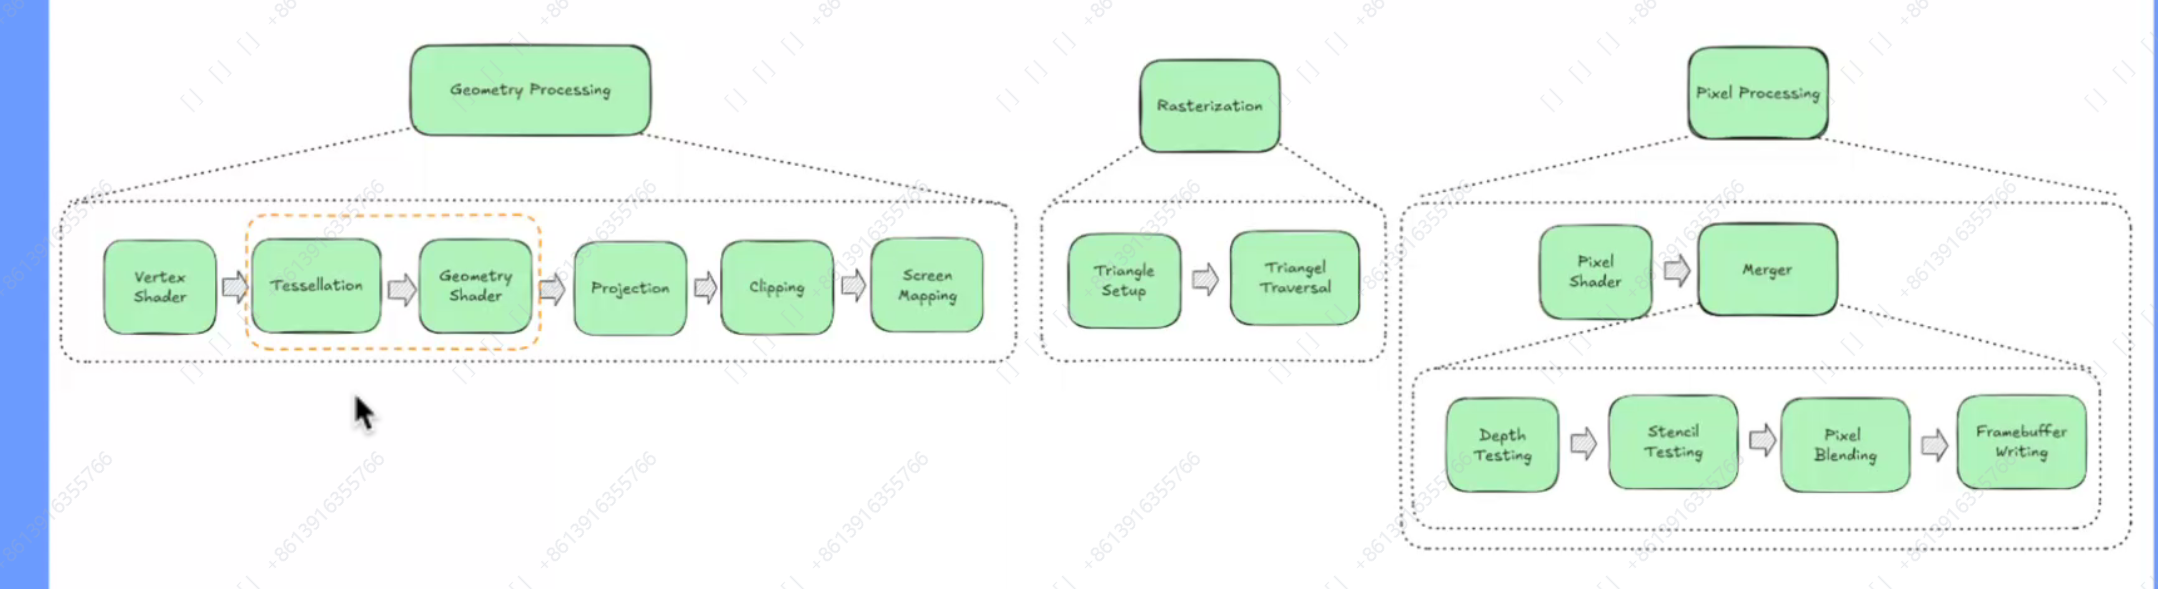 Geometry Processing
Rasterization
Pixel Processing
Vertex
Shader
Tessellation
Geometry
Shader
Projection
Clipping
Screen
Mapping
Triangle
Setup
Triangel
Traversal
Pixel
Shader
Merger
Depth
Testing
Stencil
Testing
Pixel
Blending
Framebuffer
Writing
+8613916355766